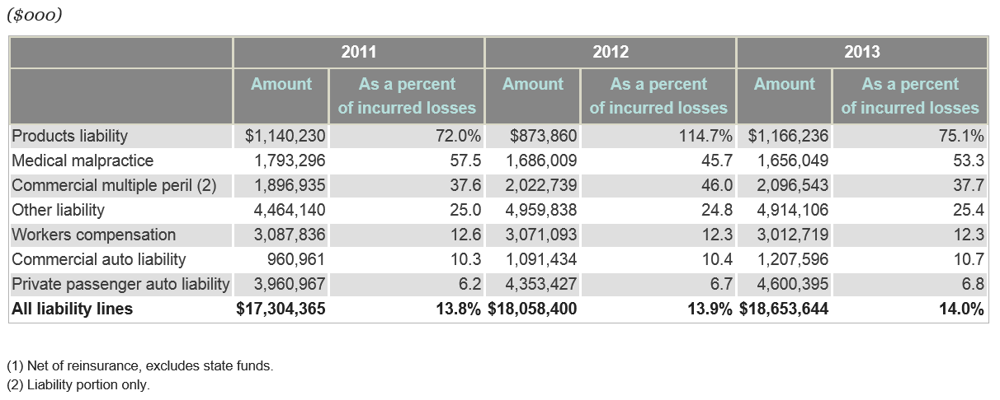 ($000)
2011 2012 2013
Amount As a percent of incurred losses Amount As a percent of incurred losses Amount As a percent of incurred losses
Products liability $1,140,230 72.0% $873,860 114.7% $1,166,236 75.1%
Medical malpractice 1,793,296 57.5 1,686,009 45.7 1,656,049 53.3
Commercial multiple peril (2) 1,896,935 37.6 2,022,739 46.0 2,096,543 37.7
Other liability 4,464,140 25.0 4,959,838 24.8 4,914,106 25.4
Workers compensation 3,087,836 12.6 3,071,093 12.3 3,012,719 12.3
Commercial auto liability 960,961 10.3 1,091,434 10.4 1,207,596 10.7
Private passenger auto liability 3,960,967 6.2 4,353,427 6.7 4,600,395 6.8
All liability lines $17,304,365 13.8% $18,058,400 13.9% $18,653,644 14.0%
(1) Net of reinsurance, excludes state funds.
(2) Liability portion only.